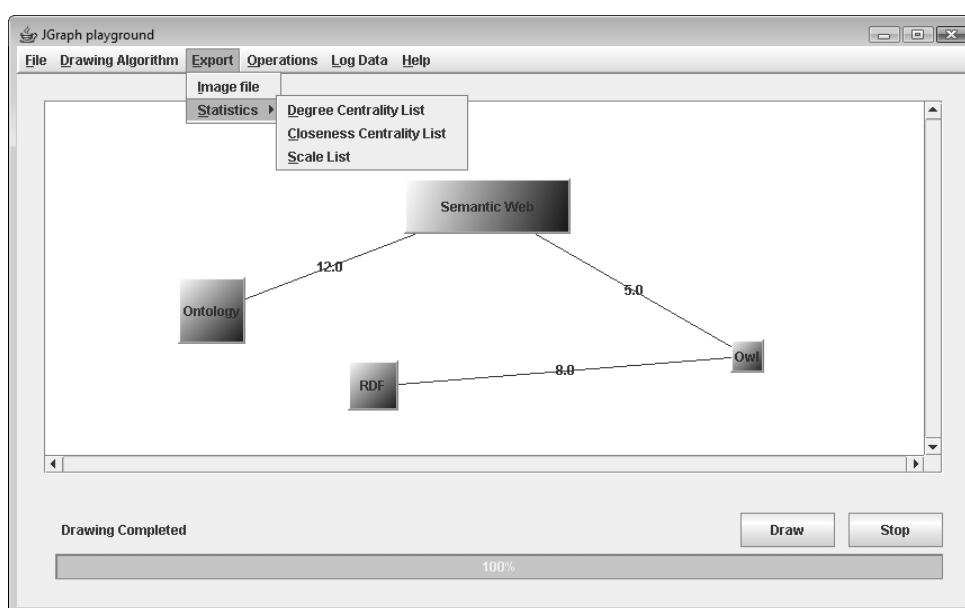 JGraph playground
File Drawing Algorithm Export Operations Log Data Help
Image file
Statistics
Degree Centrality List
Closeness Centrality List
Scale List
Semantic Web
12.0
5.0
Ontology
Owl
8.0
RDF
Drawing Completed
Draw
Stop
100%